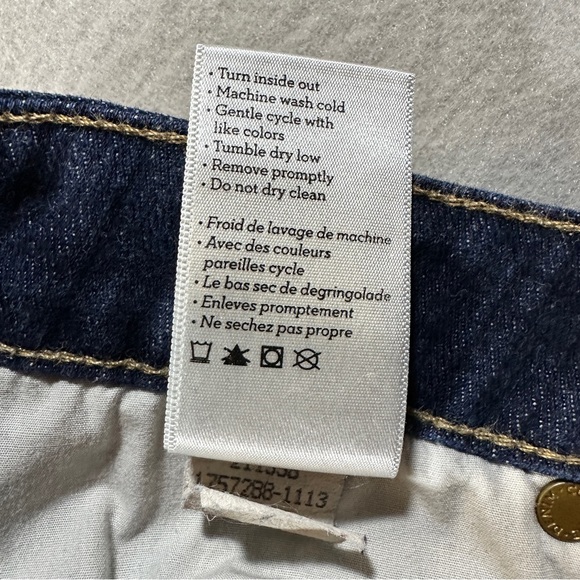 • Turn inside out
• Machine wash cold
• Gentle cycle with
like colors
• Tumble dry low
• Remove promptly
• Do not dry clean
• Froid de lavage de machine
• Avec des couleurs
pareilles cycle
• Le bas sec de degringolade
• Enleves promptement
• Ne sechez pas propre
1757288-1113